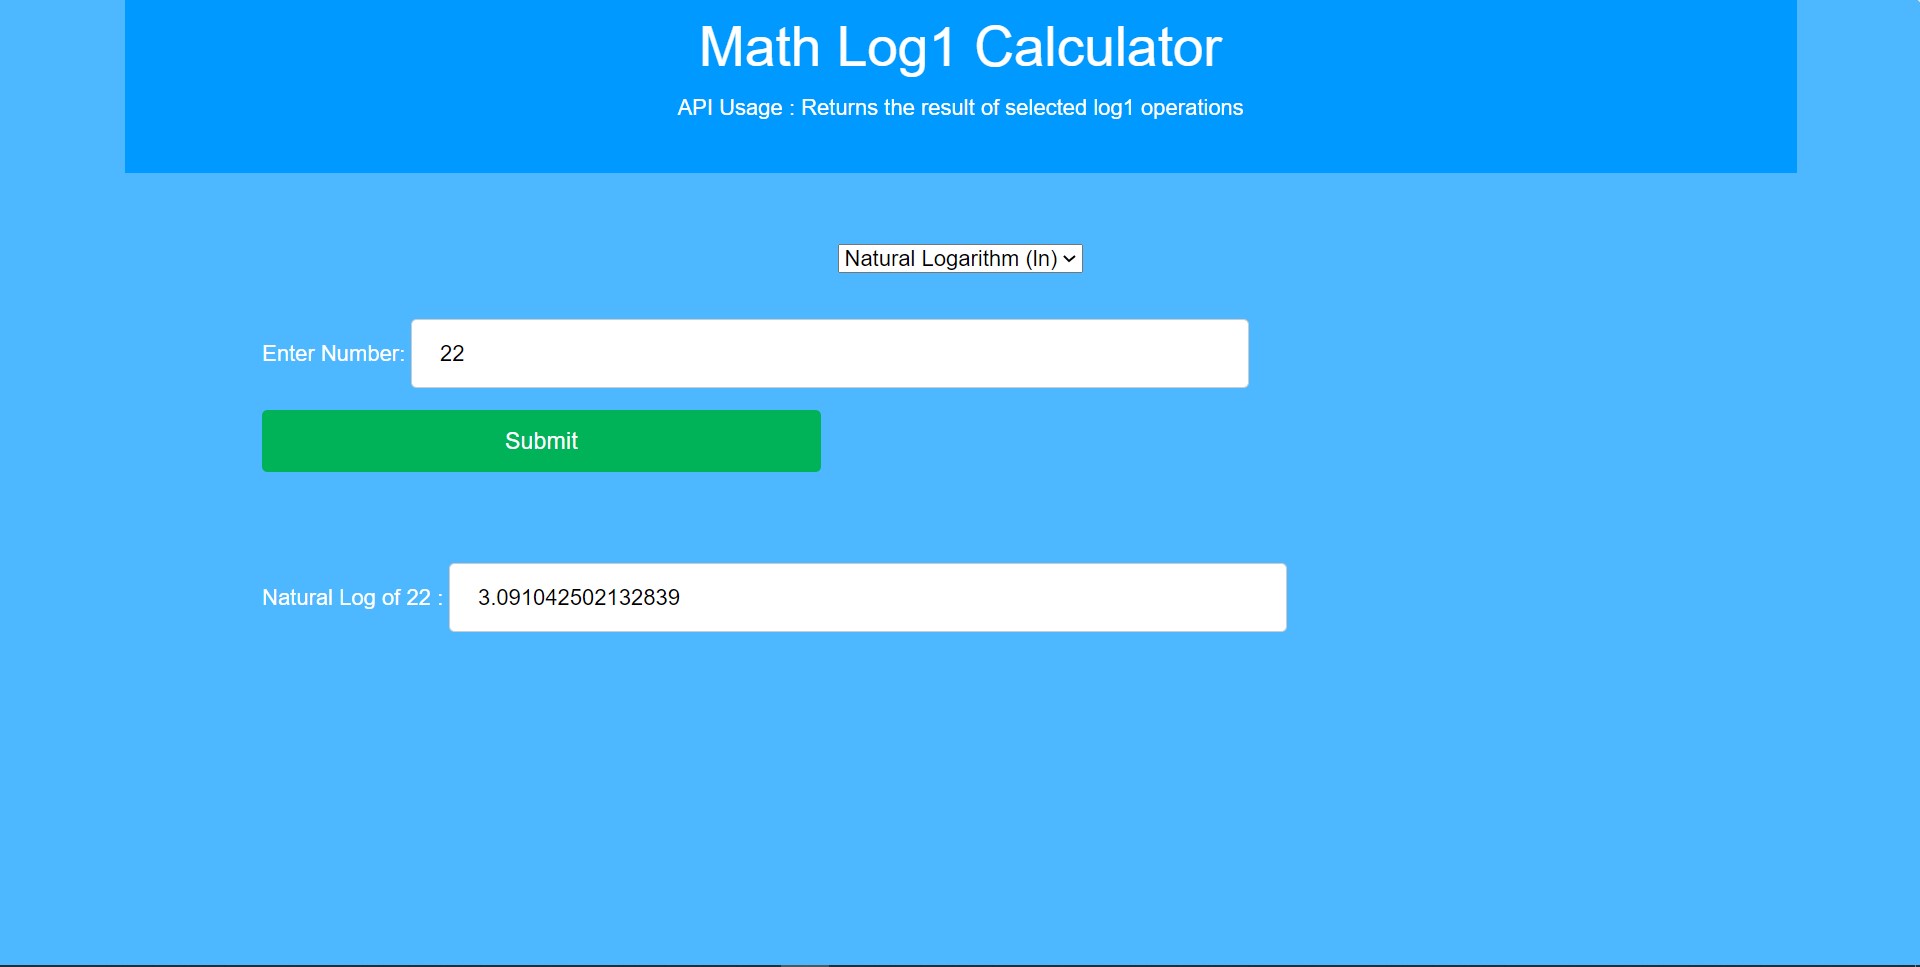 Math Log1 Calculator
API Usage : Returns the result of selected log1 operations
Natural Logarithm (ln)
Enter Number: 22
Submit
Natural Log of 22 : 3.091042502132839